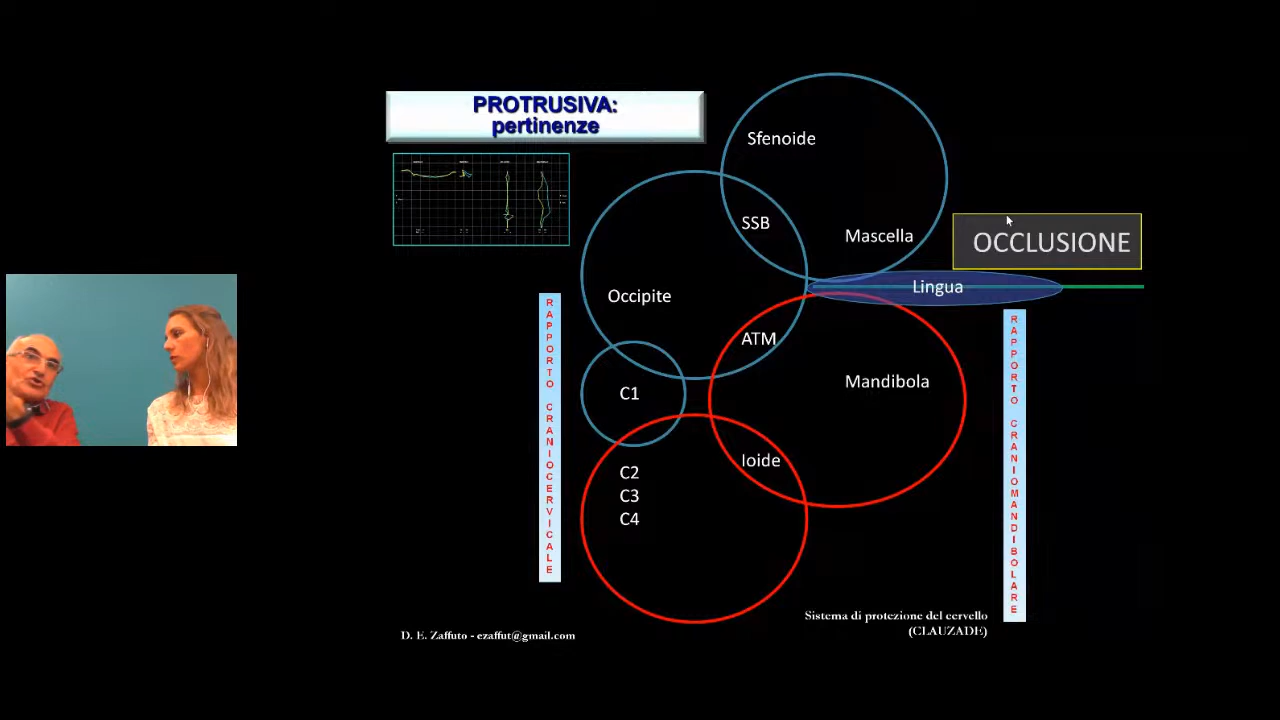 PROTRUSIVA:
pertinenze
Sfenoide
SSB
Mascella
OCCLUSIONE
Lingua
Occipite
ATM
Mandibola
C1
Ioide
C2
C3
C4
RAPPORTO CRANIOCERVICALE
RAPPORTO CRANIOMANDIBOLARE
Sistema di protezione del cervello
(CLAUZADE)
D. E. Zaffuto - ezaffut@gmail.com